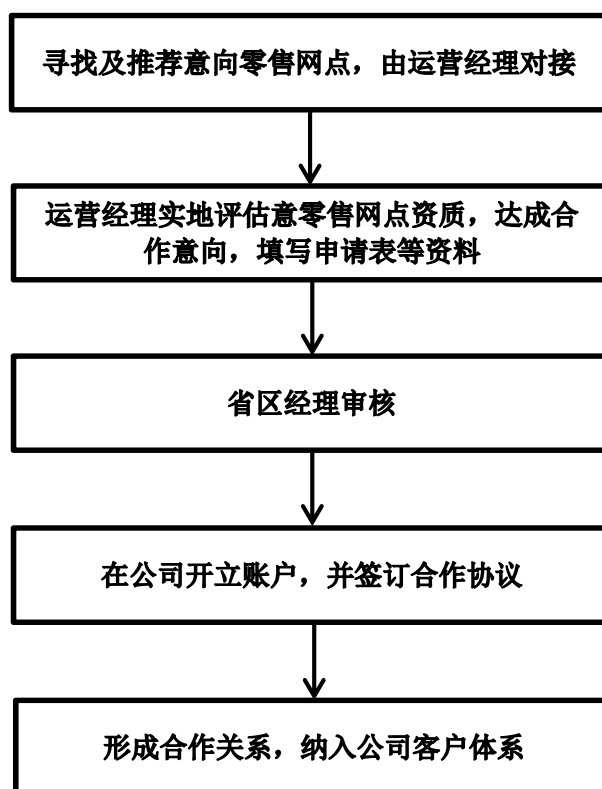 寻找及推荐意向零售网点，由运营经理对接
运营经理实地评估意零售网点资质，达成合
作意向，填写申请表等资料
省区经理审核
在公司开立账户，并签订合作协议
形成合作关系，纳入公司客户体系